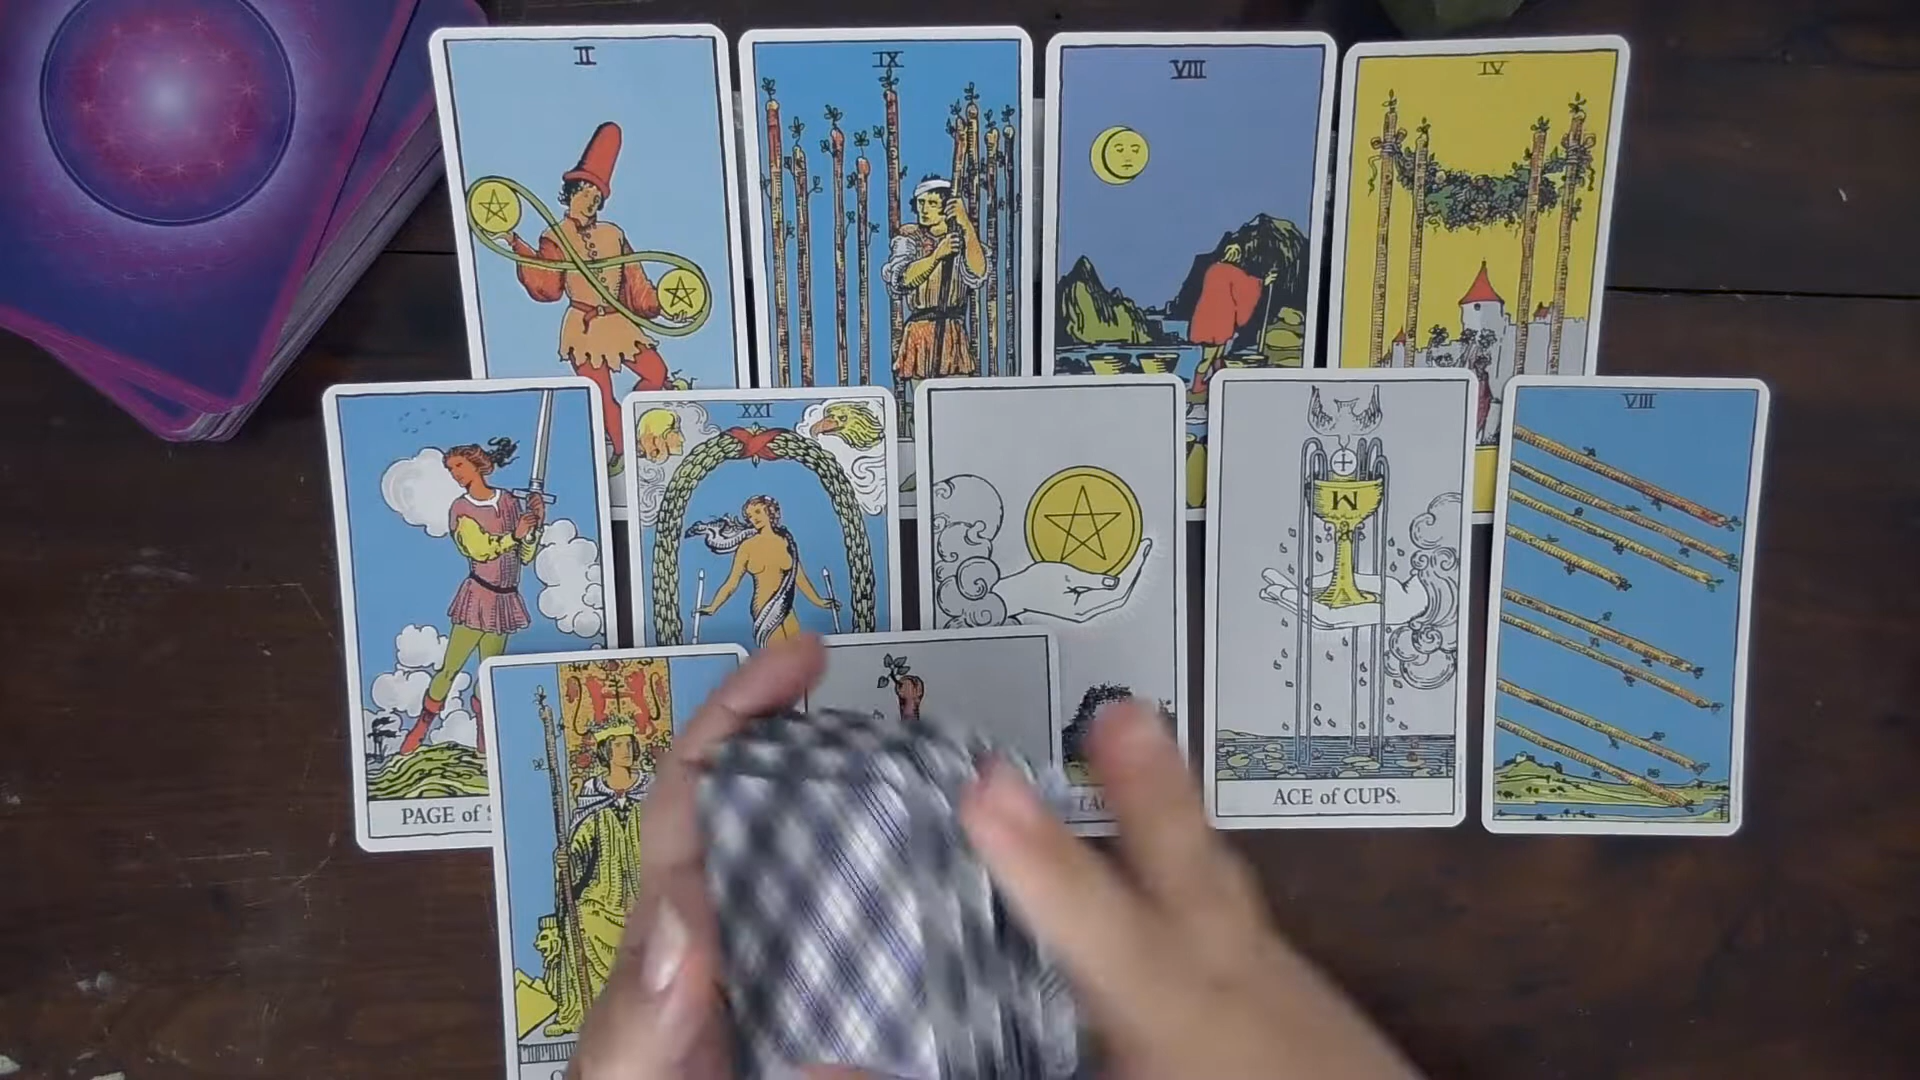 II
IX
VIII
IV
XXI
VIII
M
PAGE of
ACE of CUPS.